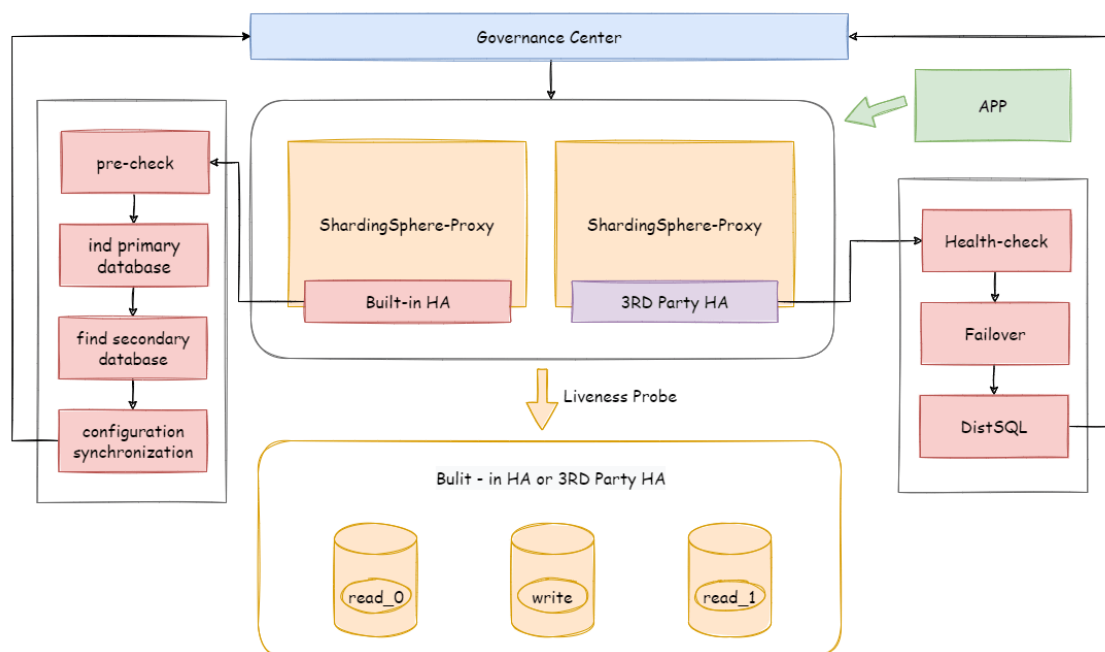 Governance Center
APP
pre-check
ind primary
database
find secondary
database
configuration
synchronization
ShardingSphere-Proxy
Built-in HA
ShardingSphere-Proxy
3RD Party HA
Health-check
Failover
DistSQL
Liveness Probe
Bulit - in HA or 3RD Party HA
read_0
write
read_1